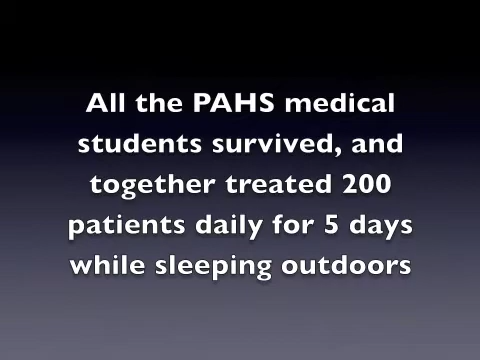 All the PAHS medical
students survived, and
together treated 200
patients daily for 5 days
while sleeping outdoors